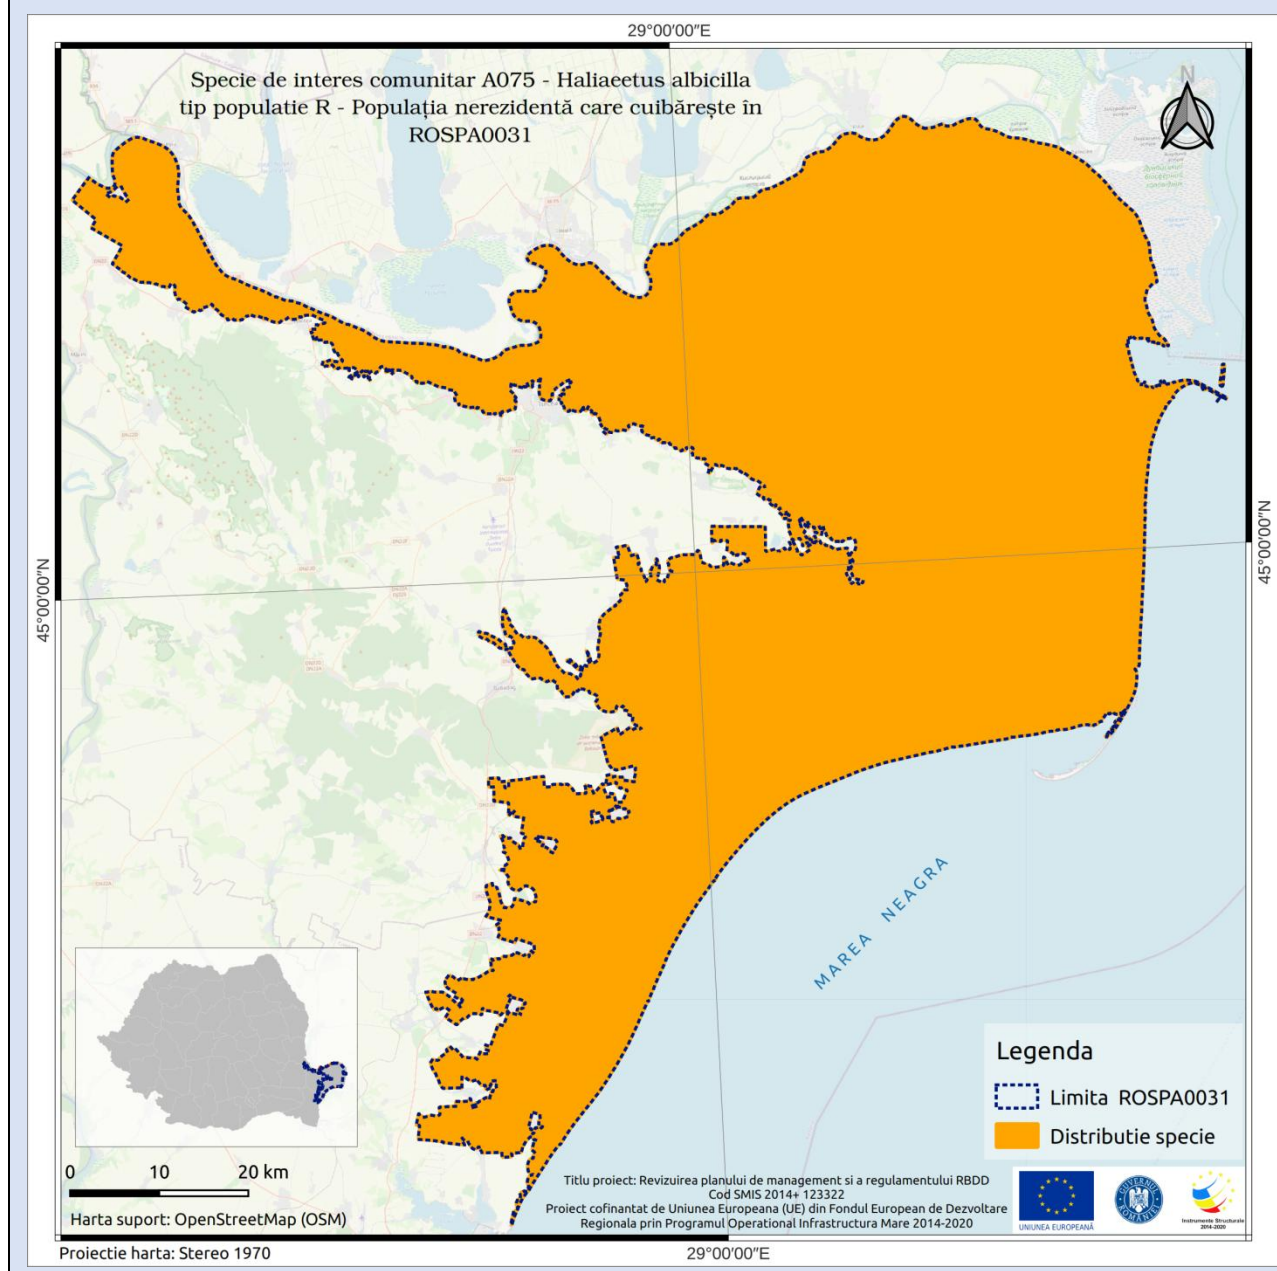 29°00'00"E
Specie de interes comunitar A075 - Haliaeetus albicilla
tip populatie R - Populația nerezidentă care cuibărește în
ROSPA0031
N
45°00'00"N
45°00'00"N
MAREA NEAGRA
Legenda
Limita ROSPA0031
Distributie specie
0 10 20 km
Harta suport: OpenStreetMap (OSM)
Titlu proiect: Revizuirea planului de management si a regulamentului RBDD
Cod SMIS 2014+ 123322
Proiect cofinantat de Uniunea Europeana (UE) din Fondul European de Dezvoltare
Regionala prin Programul Operational Infrastructura Mare 2014-2020
UNIUNEA EUROPEANĂ
GUVERNUL ROMÂNIEI
Instrumente Structurale
2014-2020
Proiectie harta: Stereo 1970
29°00'00"E